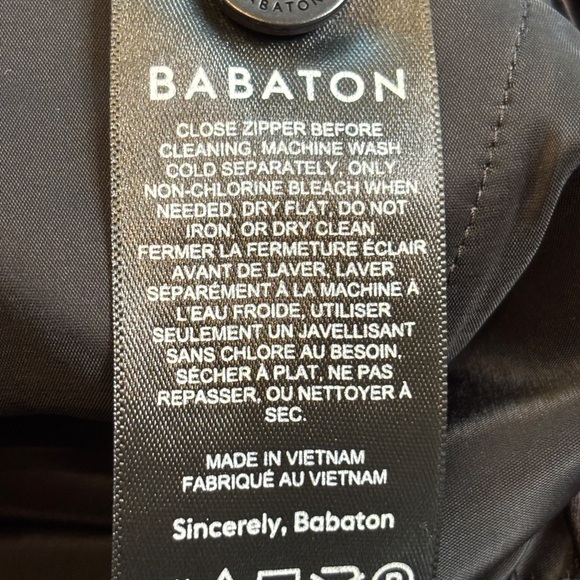 BABATON
BABATON
CLOSE ZIPPER BEFORE
CLEANING, MACHINE WASH
COLD SEPARATELY, ONLY
NON-CHLORINE BLEACH WHEN
NEEDED, DRY FLAT, DO NOT
IRON, OR DRY CLEAN.
FERMER LA FERMETURE ÉCLAIR
AVANT DE LAVER, LAVER
SÉPARÉMENT À LA MACHINE À
L'EAU FROIDE, UTILISER
SEULEMENT UN JAVELLISANT
SANS CHLORE AU BESOIN,
SÉCHER À PLAT, NE PAS
REPASSER, OU NETTOYER À
SEC.
MADE IN VIETNAM
FABRIQUÉ AU VIETNAM
Sincerely, Babaton